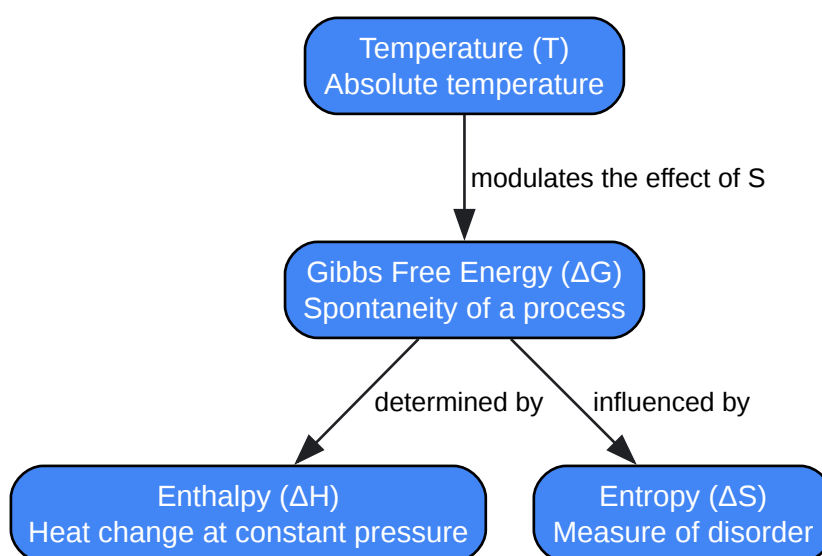 Temperature (T)
Absolute temperature
modulates the effect of S
Gibbs Free Energy (ΔG)
Spontaneity of a process
determined by
influenced by
Enthalpy (ΔH)
Heat change at constant pressure
Entropy (ΔS)
Measure of disorder